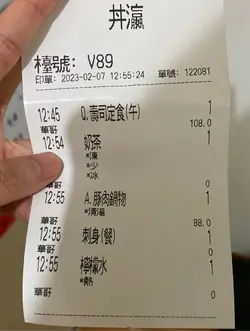 丼瀛
檯號: V89
印單: 2023-02-07 12:55:24 單號: 122081
12:45 Q.壽司定食(午) 1
108.0
12:54 奶茶 1
*凍
*少
*冰
0
12:55 A.豚肉鍋物 1
*清湯
88.0
12:55 刺身(餐) 1
0
12:55 檸檬水 1
*熱
0